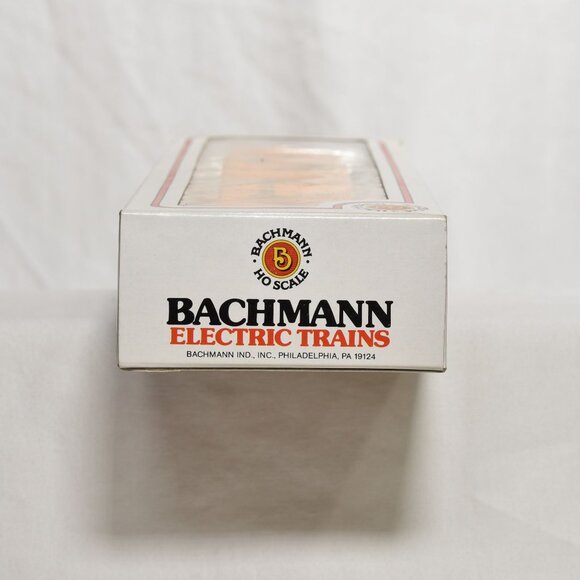 BACHMANN
B
HO SCALE
BACHMANN
ELECTRIC TRAINS
BACHMANN IND., INC., PHILADELPHIA, PA 19124